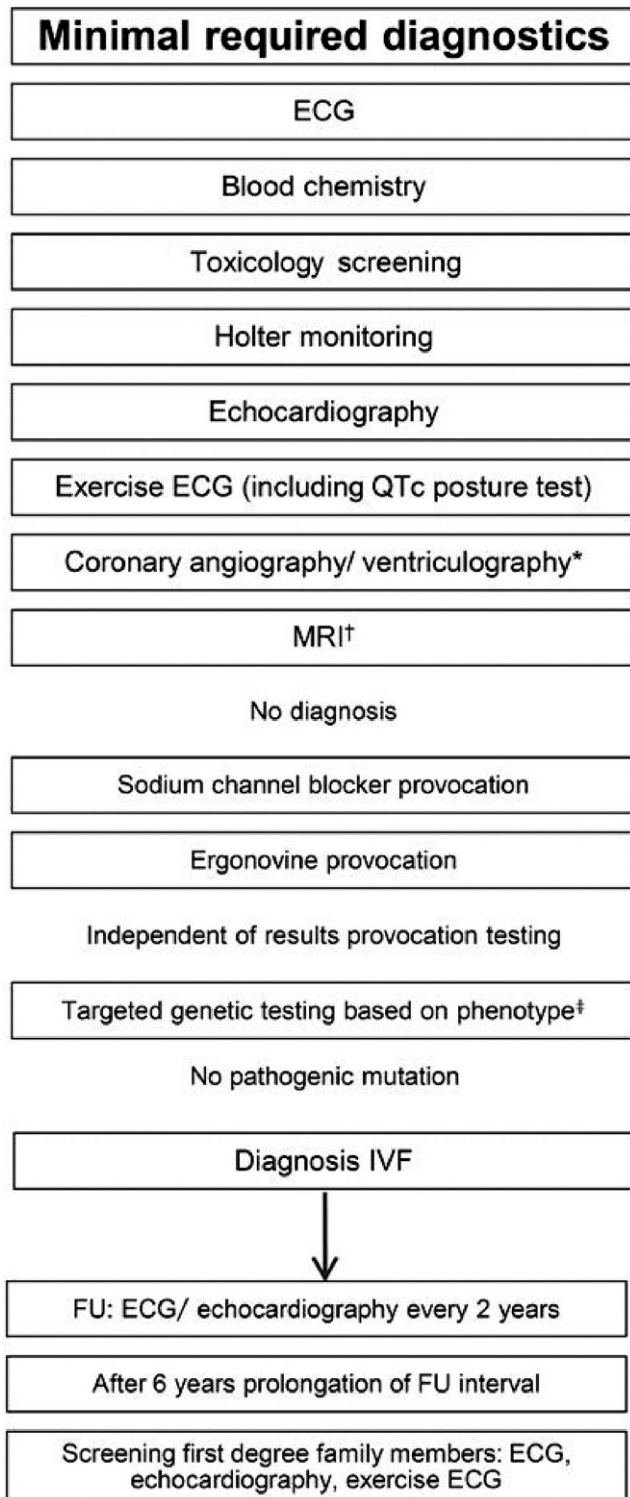 Minimal required diagnostics
ECG
Blood chemistry
Toxicology screening
Holter monitoring
Echocardiography
Exercise ECG (including QTc posture test)
Coronary angiography/ ventriculography*
MRI†
No diagnosis
Sodium channel blocker provocation
Ergonovine provocation
Independent of results provocation testing
Targeted genetic testing based on phenotype‡
No pathogenic mutation
Diagnosis IVF
FU: ECG/ echocardiography every 2 years
After 6 years prolongation of FU interval
Screening first degree family members: ECG,
echocardiography, exercise ECG